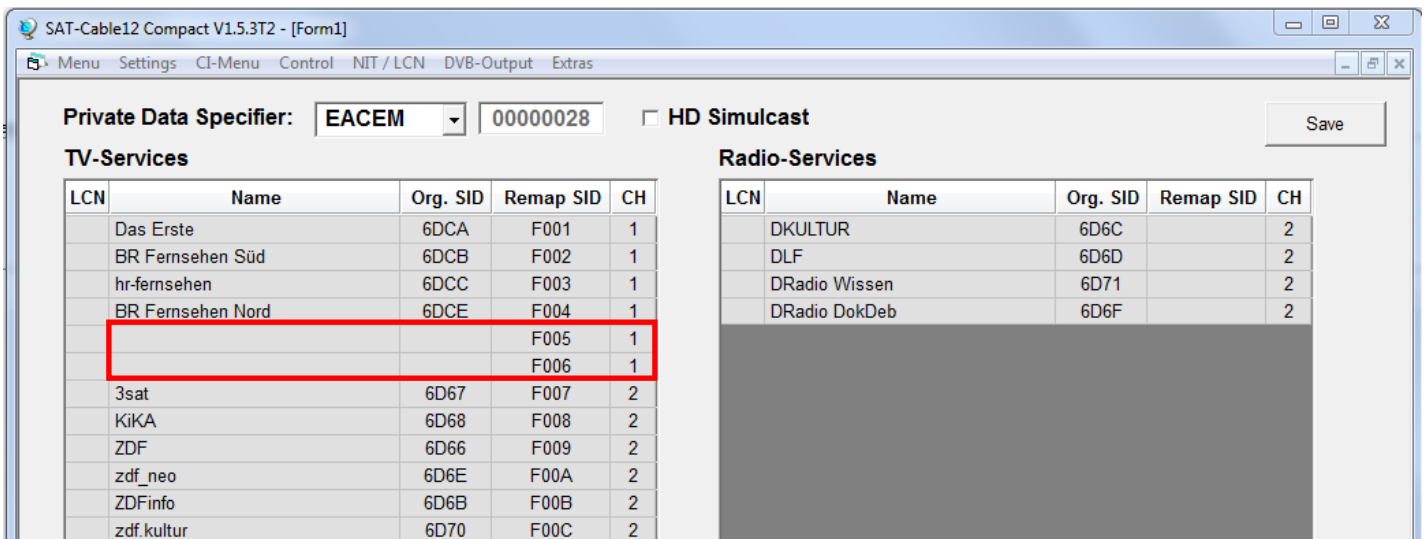 SAT-Cable12 Compact V1.5.3T2 - [Form1]
Menu Settings CI-Menu Control NIT / LCN DVB-Output Extras
Private Data Specifier: EACEM 00000028 HD Simulcast Save
TV-Services
LCN Name Org. SID Remap SID CH
Das Erste 6DCA F001 1
BR Fernsehen Süd 6DCB F002 1
hr-fernsehen 6DCC F003 1
BR Fernsehen Nord 6DCE F004 1
F005 1
F006 1
3sat 6D67 F007 2
KiKA 6D68 F008 2
ZDF 6D66 F009 2
zdf_neo 6D6E F00A 2
ZDFinfo 6D6B F00B 2
zdf.kultur 6D70 F00C 2
Radio-Services
LCN Name Org. SID Remap SID CH
DKULTUR 6D6C 2
DLF 6D6D 2
DRadio Wissen 6D71 2
DRadio DokDeb 6D6F 2